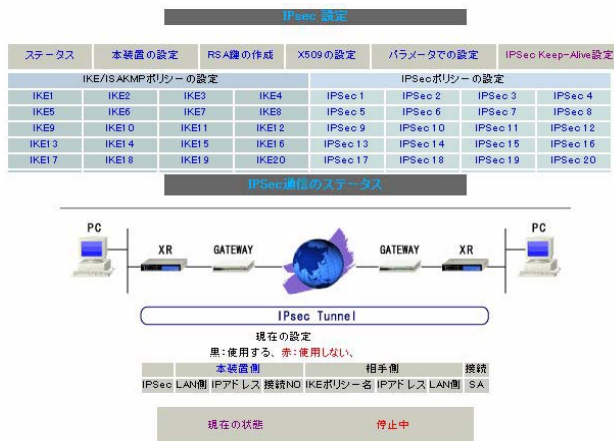 IPsec 設定
ステータス 本装置の設定 RSA鍵の作成 X509の設定 パラメータでの設定 IPSec Keep-Alive設定
IKE/ISAKMPポリシーの設定 IPSecポリシーの設定
IKE1 IKE2 IKE3 IKE4 IPSec 1 IPSec 2 IPSec 3 IPSec 4
IKE5 IKE6 IKE7 IKE8 IPSec 5 IPSec 6 IPSec 7 IPSec 8
IKE9 IKE10 IKE11 IKE12 IPSec 9 IPSec 10 IPSec 11 IPSec 12
IKE13 IKE14 IKE15 IKE16 IPSec 13 IPSec 14 IPSec 15 IPSec 16
IKE17 IKE18 IKE19 IKE20 IPSec 17 IPSec 18 IPSec 19 IPSec 20
IPSec通信のステータス
PC XR GATEWAY GATEWAY XR PC
IPsec Tunnel
現在の設定
黒:使用する、赤:使用しない、
本装置側 相手側 接続
IPSec LAN側 IPアドレス 接続NO IKEポリシー名 IPアドレス LAN側 SA
現在の状態 停止中